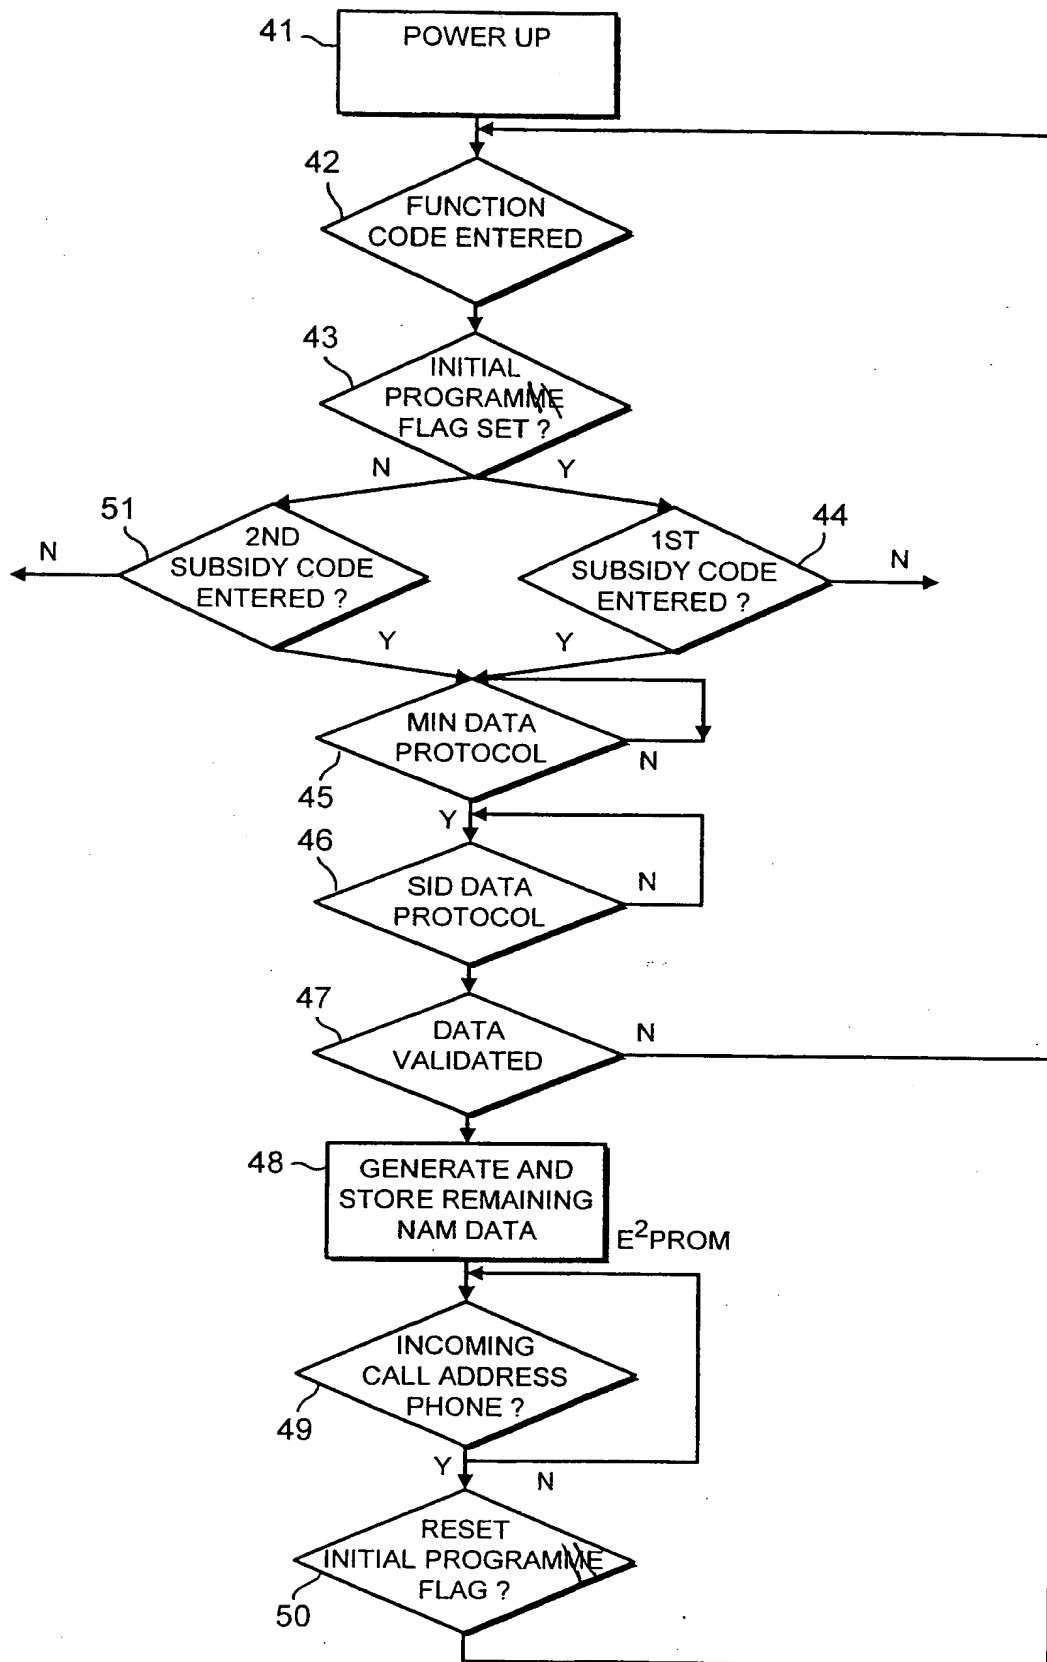 41
POWER UP
42
FUNCTION
CODE ENTERED
43
INITIAL
PROGRAMME
FLAG SET ?
N
Y
51
2ND
SUBSIDY CODE
ENTERED ?
N
44
1ST
SUBSIDY CODE
ENTERED ?
N
Y
Y
MIN DATA
PROTOCOL
N
45
Y
46
SID DATA
PROTOCOL
N
47
DATA
VALIDATED
N
48
GENERATE AND
STORE REMAINING
NAM DATA
E²PROM
INCOMING
CALL ADDRESS
PHONE ?
49
Y
N
RESET
INITIAL PROGRAMME
FLAG ?
50